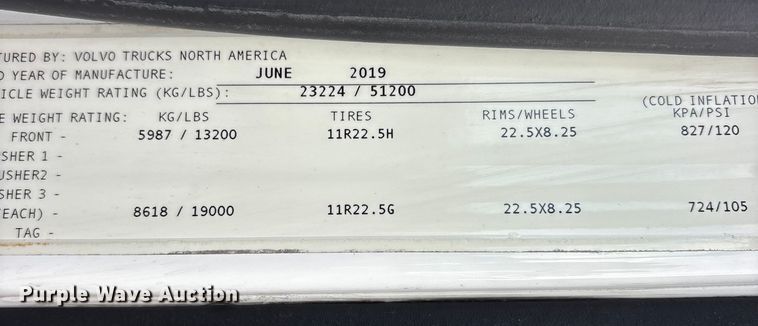 TURED BY: VOLVO TRUCKS NORTH AMERICA
D YEAR OF MANUFACTURE: JUNE 2019
ICLE WEIGHT RATING (KG/LBS): 23224 / 51200
(COLD INFLATIO
E WEIGHT RATING: KG/LBS TIRES RIMS/WHEELS KPA/PSI
FRONT - 5987 / 13200 11R22.5H 22.5X8.25 827/120
SHER 1 -
USHER2 -
SHER 3 -
EACH) - 8618 / 19000 11R22.5G 22.5X8.25 724/105
TAG -
Purple Wave Auction